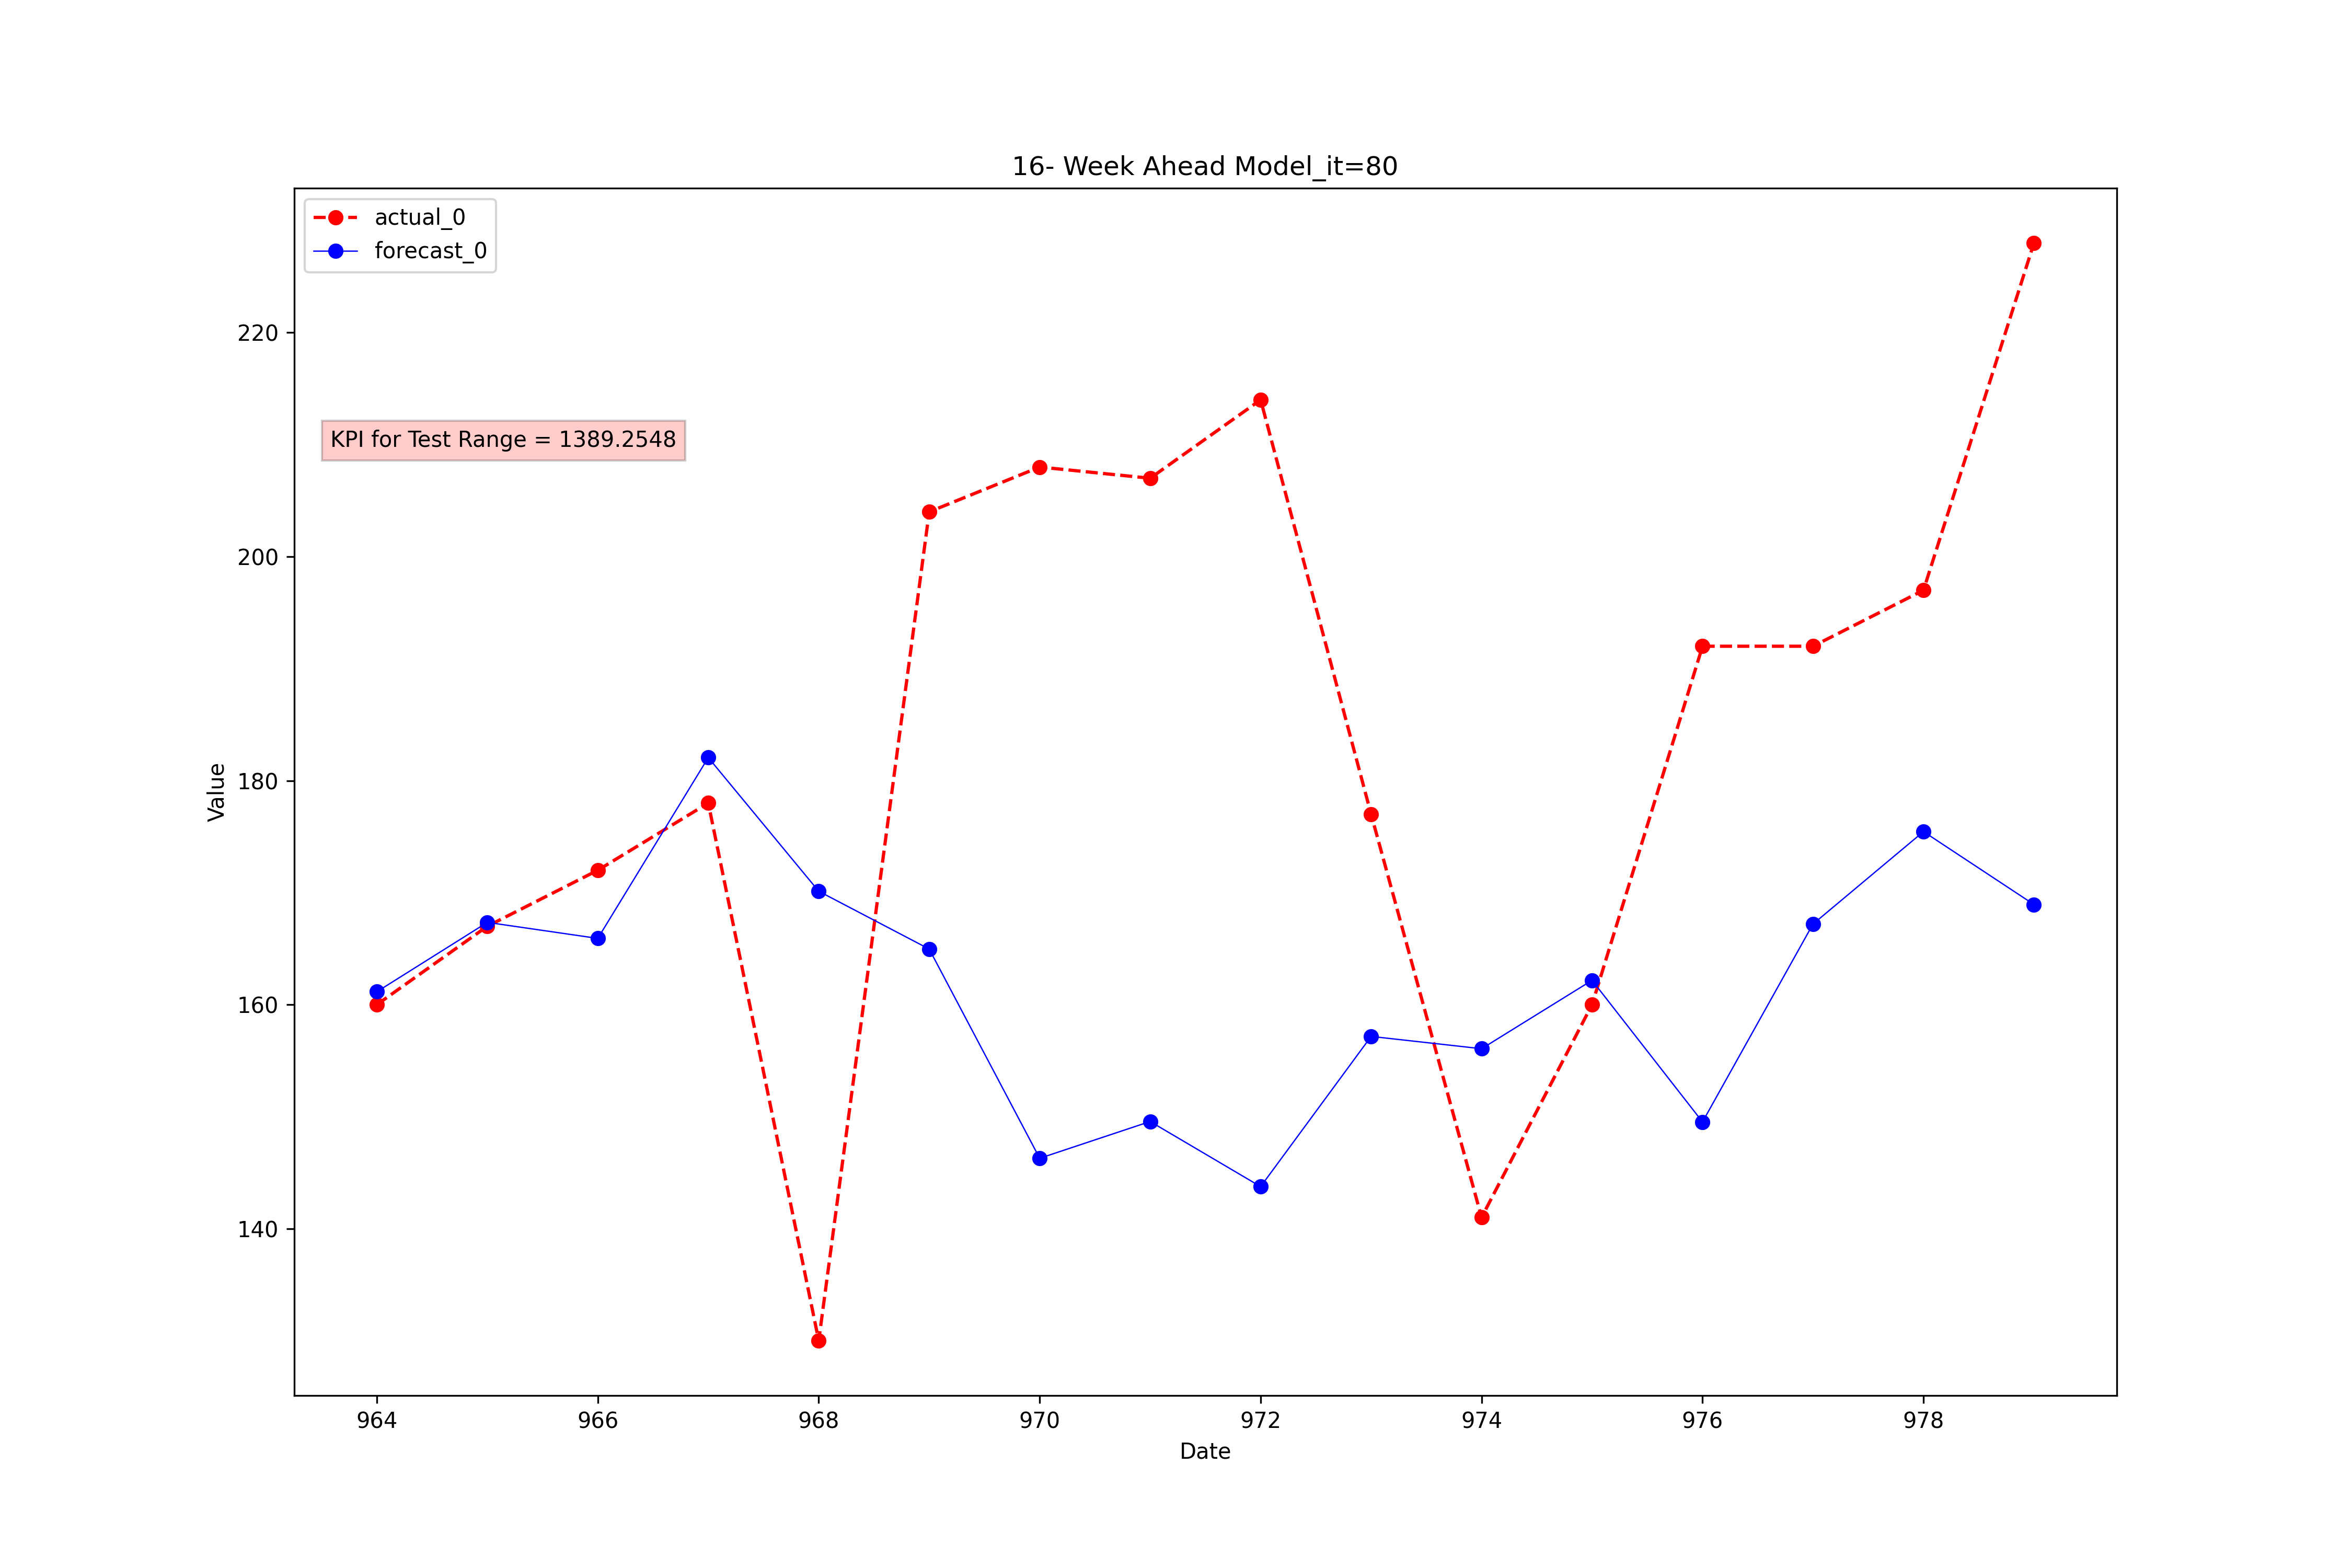 16- Week Ahead Model_it=80
actual_0
forecast_0
KPI for Test Range = 1389.2548
220
200
180
160
140
Value
964 966 968 970 972 974 976 978
Date